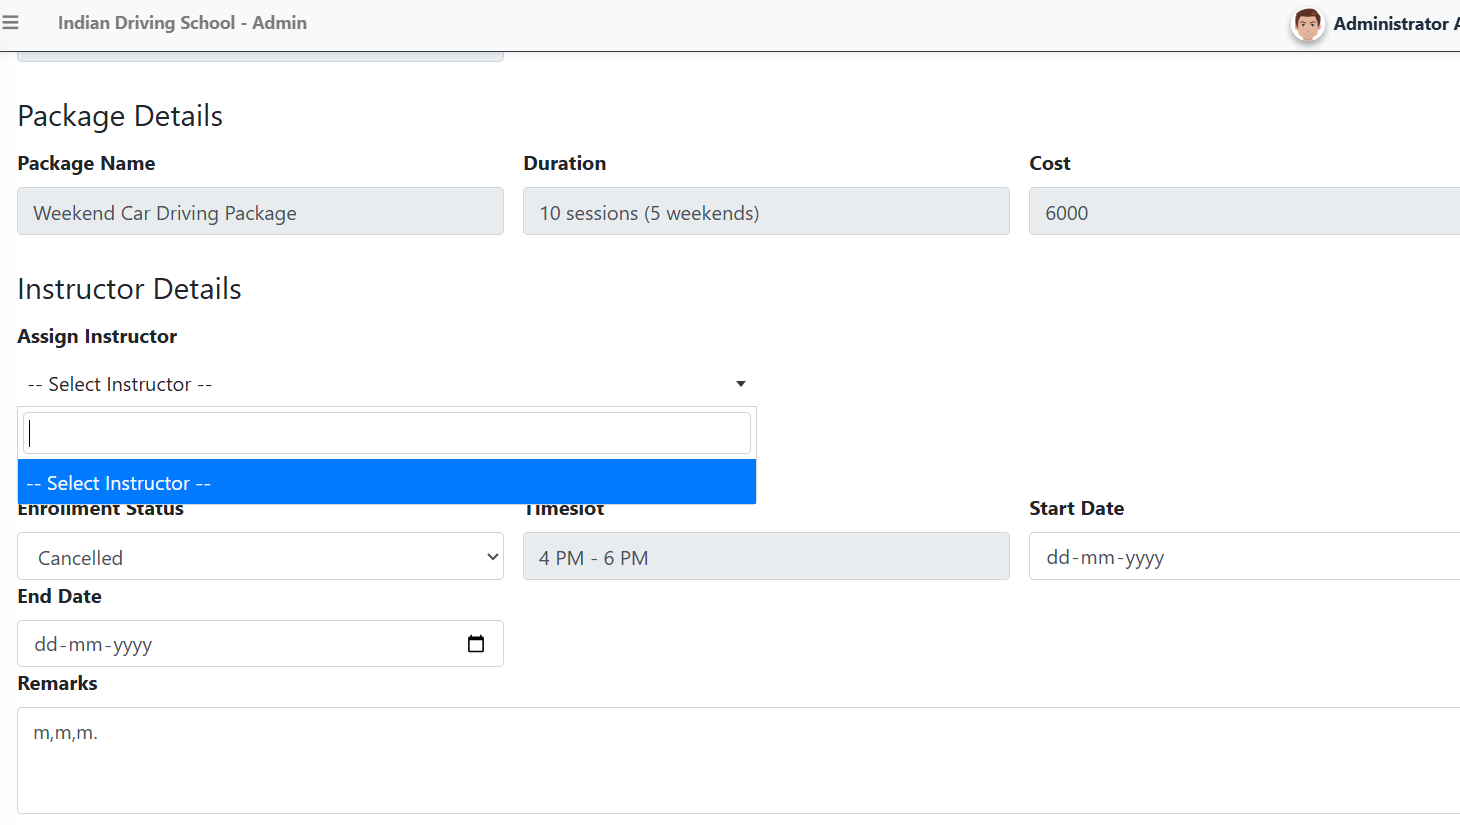 Indian Driving School - Admin
Administrator A
Package Details
Package Name
Duration
Cost
Weekend Car Driving Package
10 sessions (5 weekends)
6000
Instructor Details
Assign Instructor
-- Select Instructor --
-- Select Instructor --
Enrollment Status
Timeslot
Start Date
Cancelled
4 PM - 6 PM
dd-mm-yyyy
End Date
dd-mm-yyyy
Remarks
m,m,m.